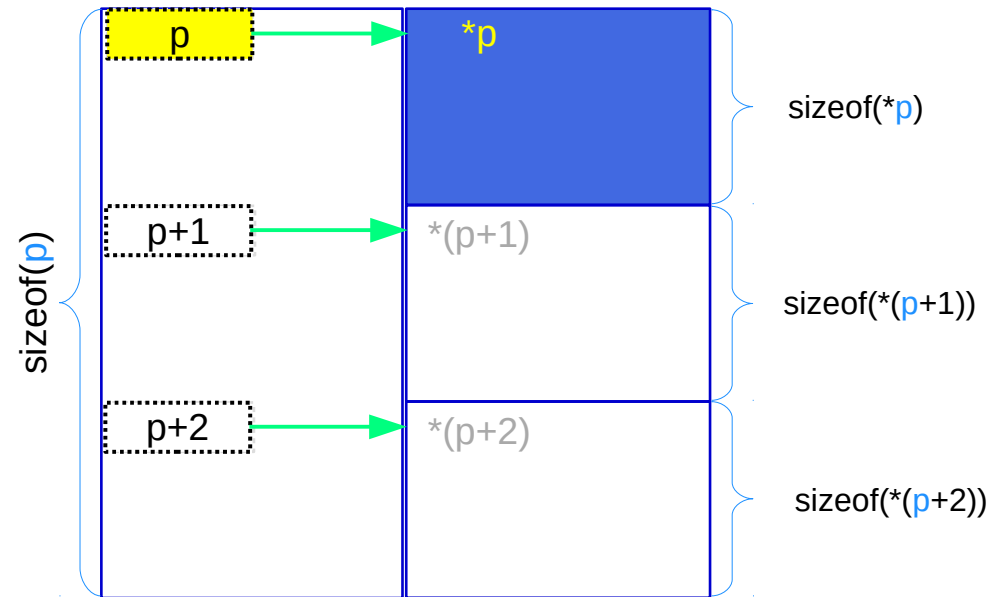 p
*p
sizeof(*p)
p+1
*(p+1)
sizeof(p)
sizeof(*(p+1))
p+2
*(p+2)
sizeof(*(p+2))